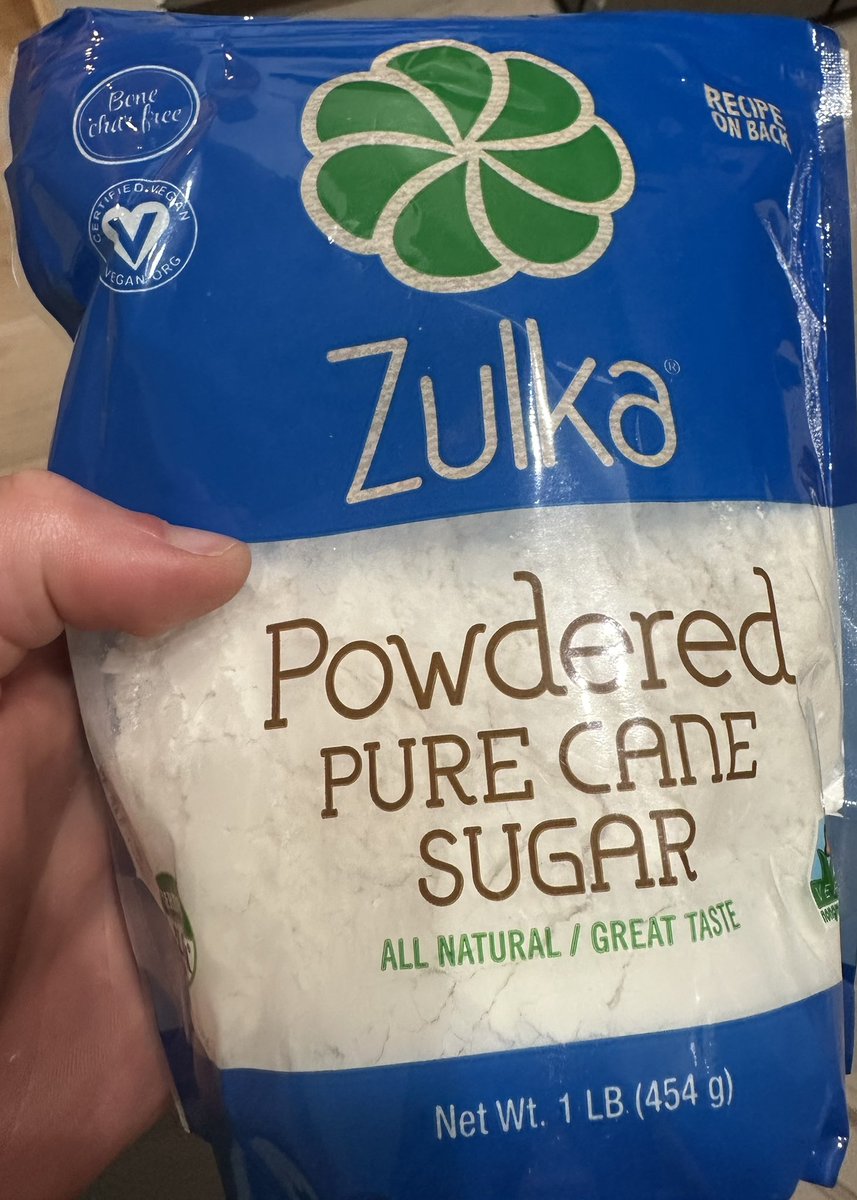 Bone
char free
RECIPE
ON BACK
CERTIFIED VEGAN
V
VEGAN.ORG
Zulka®
Powdered
PURE CANE
SUGAR
ALL NATURAL / GREAT TASTE
Net Wt. 1 LB (454 g)